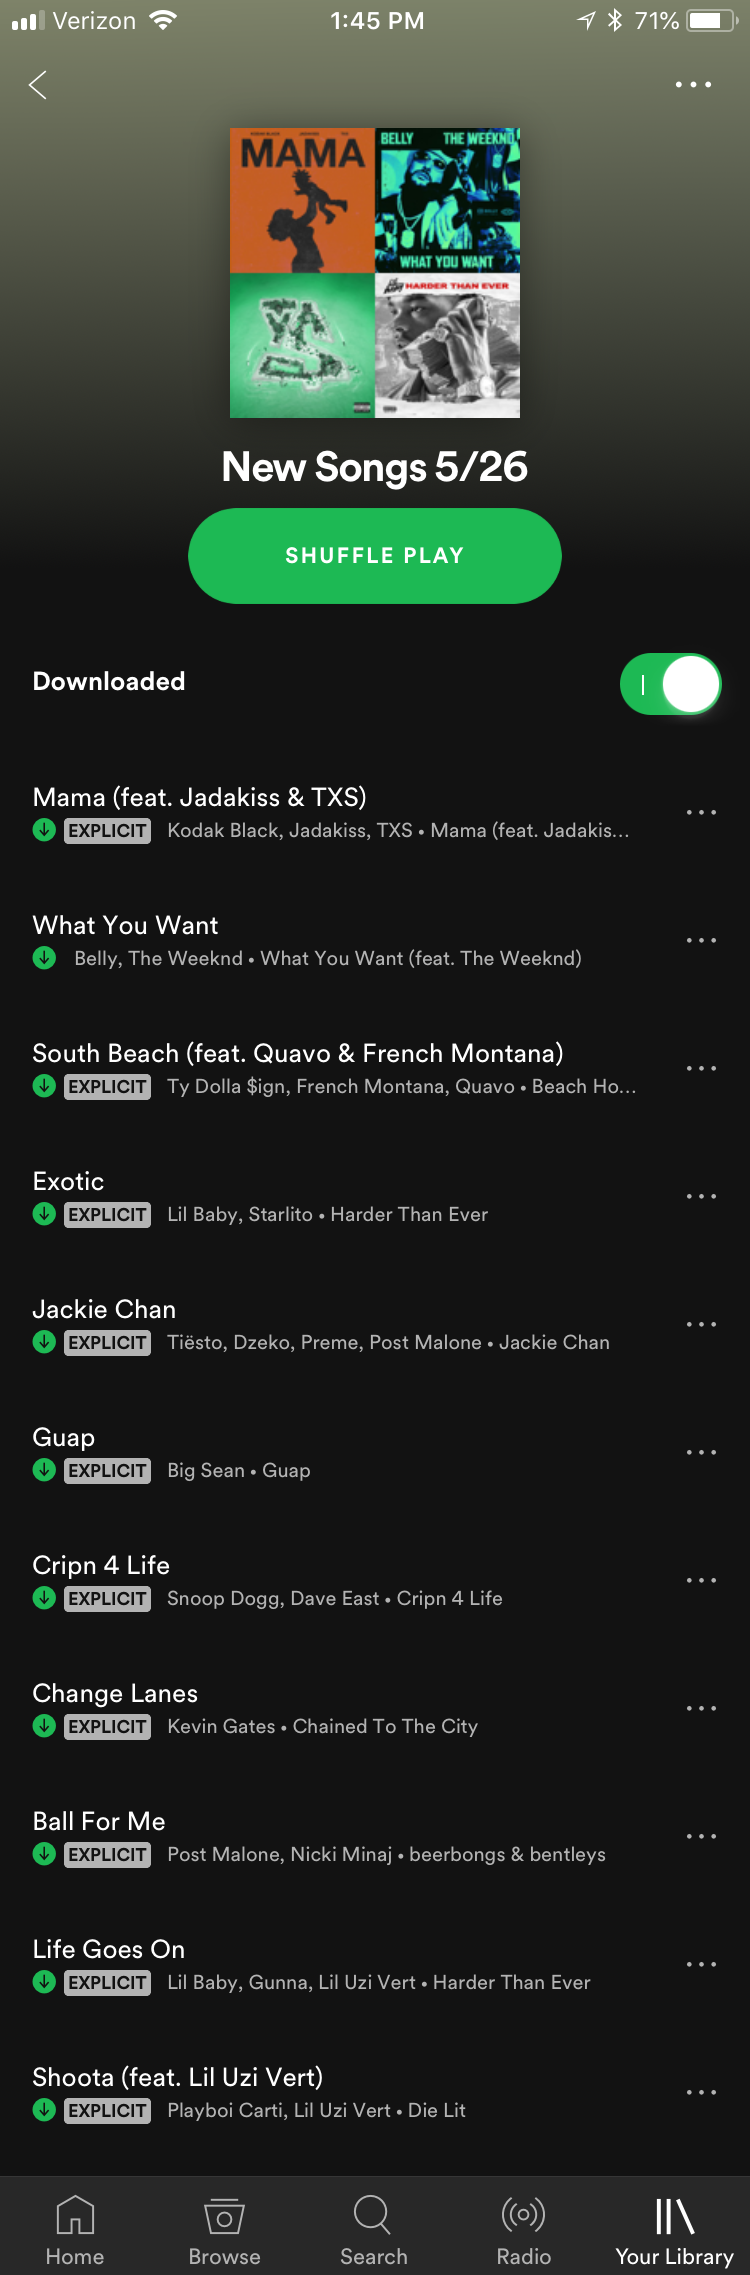 Verizon
1:45 PM
71%
MAMA
BELLY THE WEEKND
WHAT YOU WANT
HARDER THAN EVER
New Songs 5/26
SHUFFLE PLAY
Downloaded
Mama (feat. Jadakiss & TXS)
EXPLICIT Kodak Black, Jadakiss, TXS • Mama (feat. Jadakis...
What You Want
Belly, The Weeknd • What You Want (feat. The Weeknd)
South Beach (feat. Quavo & French Montana)
EXPLICIT Ty Dolla $ign, French Montana, Quavo • Beach Ho...
Exotic
EXPLICIT Lil Baby, Starlito • Harder Than Ever
Jackie Chan
EXPLICIT Tiësto, Dzeko, Preme, Post Malone • Jackie Chan
Guap
EXPLICIT Big Sean • Guap
Cripn 4 Life
EXPLICIT Snoop Dogg, Dave East • Cripn 4 Life
Change Lanes
EXPLICIT Kevin Gates • Chained To The City
Ball For Me
EXPLICIT Post Malone, Nicki Minaj • beerbongs & bentleys
Life Goes On
EXPLICIT Lil Baby, Gunna, Lil Uzi Vert • Harder Than Ever
Shoota (feat. Lil Uzi Vert)
EXPLICIT Playboi Carti, Lil Uzi Vert • Die Lit
Home Browse Search Radio Your Library